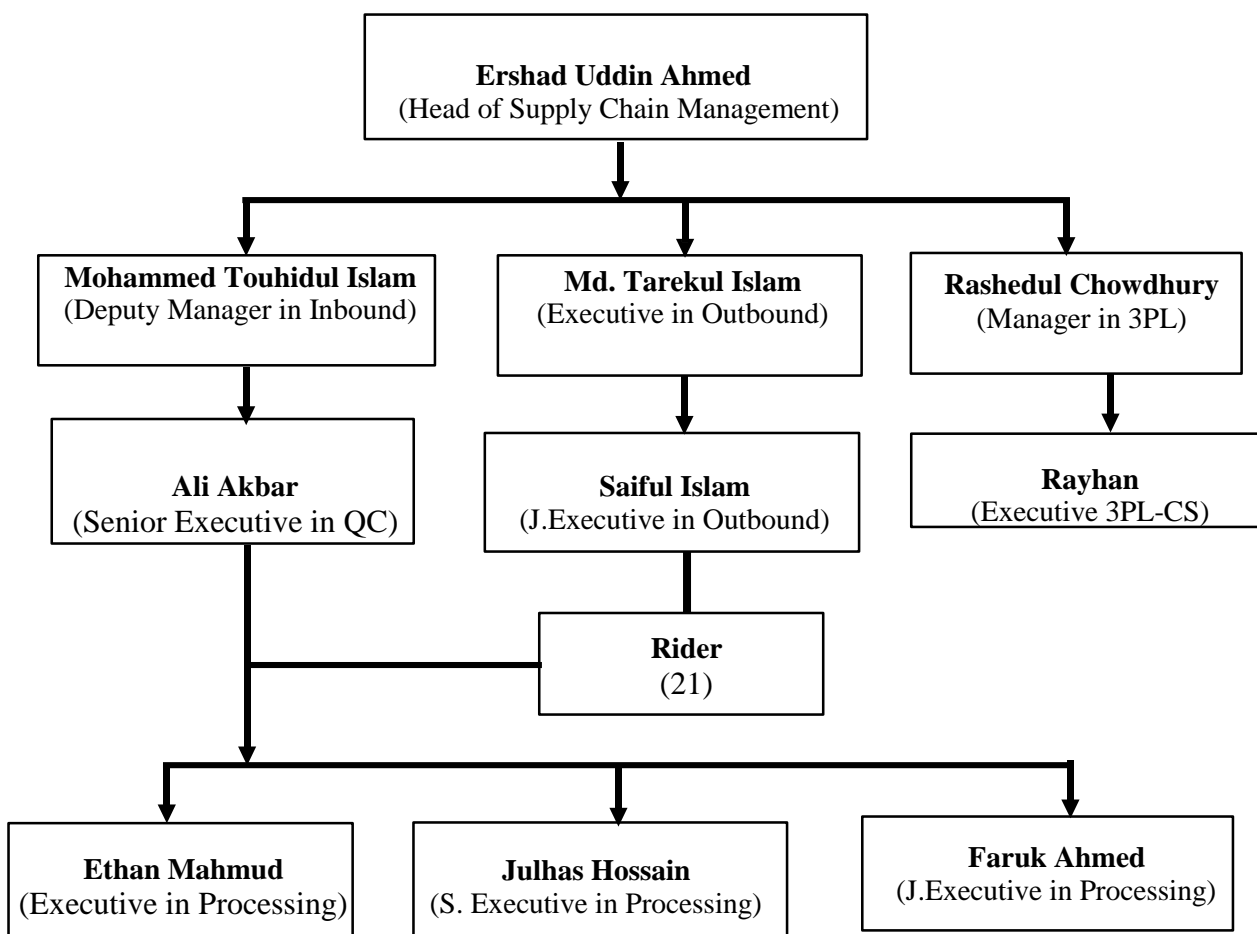 Ershad Uddin Ahmed
(Head of Supply Chain Management)
Mohammed Touhidul Islam
(Deputy Manager in Inbound)
Md. Tarekul Islam
(Executive in Outbound)
Rashedul Chowdhury
(Manager in 3PL)
Ali Akbar
(Senior Executive in QC)
Saiful Islam
(J.Executive in Outbound)
Rayhan
(Executive 3PL-CS)
Rider
(21)
Ethan Mahmud
(Executive in Processing)
Julhas Hossain
(S. Executive in Processing)
Faruk Ahmed
(J.Executive in Processing)